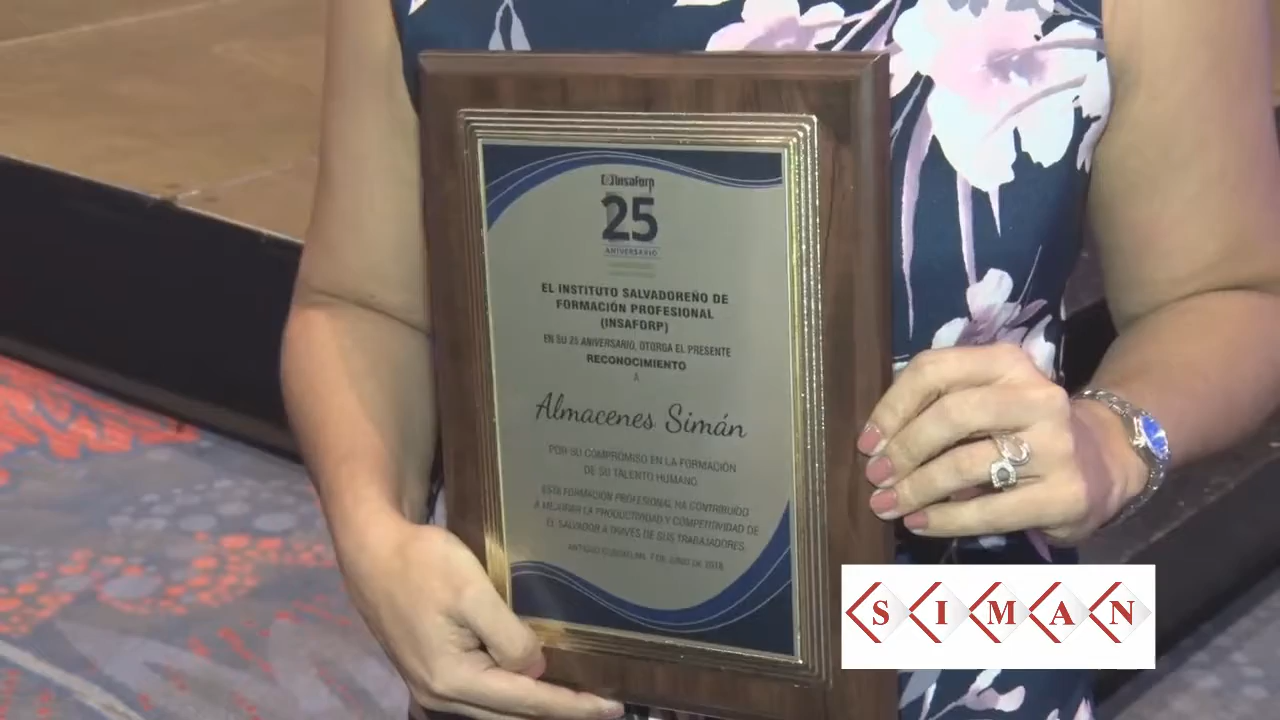 Insaforp
25
ANIVERSARIO
EL INSTITUTO SALVADOREÑO DE
FORMACIÓN PROFESIONAL
(INSAFORP)
EN SU 25 ANIVERSARIO, OTORGA EL PRESENTE
RECONOCIMIENTO
A
Almacenes Simán
POR SU COMPROMISO EN LA FORMACIÓN
DE SU TALENTO HUMANO
ESTA FORMACIÓN PROFESIONAL HA CONTRIBUIDO
A MEJORAR LA PRODUCTIVIDAD Y COMPETITIVIDAD DE
EL SALVADOR A TRAVÉS DE SUS TRABAJADORES.
ANTIGUO CUSCATLÁN, 7 DE JUNIO DE 2018
SIMAN